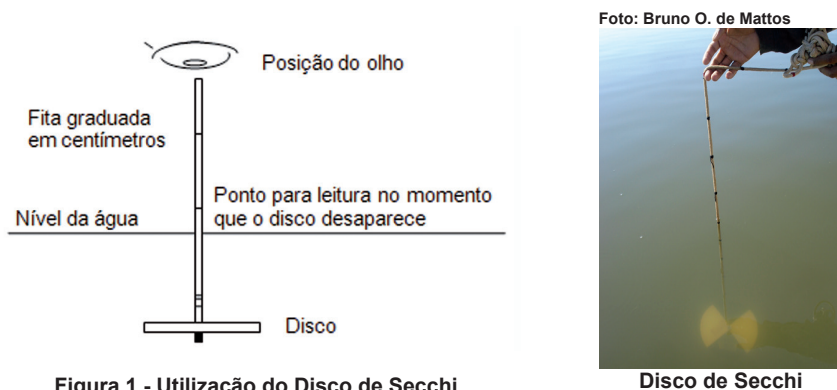 Foto: Bruno O. de Mattos
Posição do olho
Fita graduada
em centímetros
Ponto para leitura no momento
que o disco desaparece
Nível da água
Disco
Figura 1 - Utilização do Disco de Secchi
Disco de Secchi